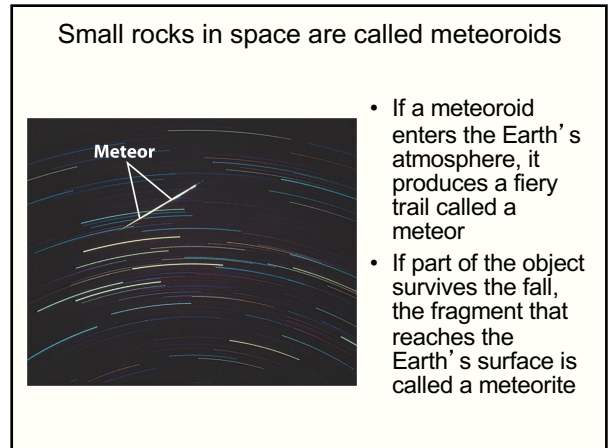 Small rocks in space are called meteoroids
Meteor
• If a meteoroid
enters the Earth’s
atmosphere, it
produces a fiery
trail called a
meteor
• If part of the object
survives the fall,
the fragment that
reaches the
Earth’s surface is
called a meteorite